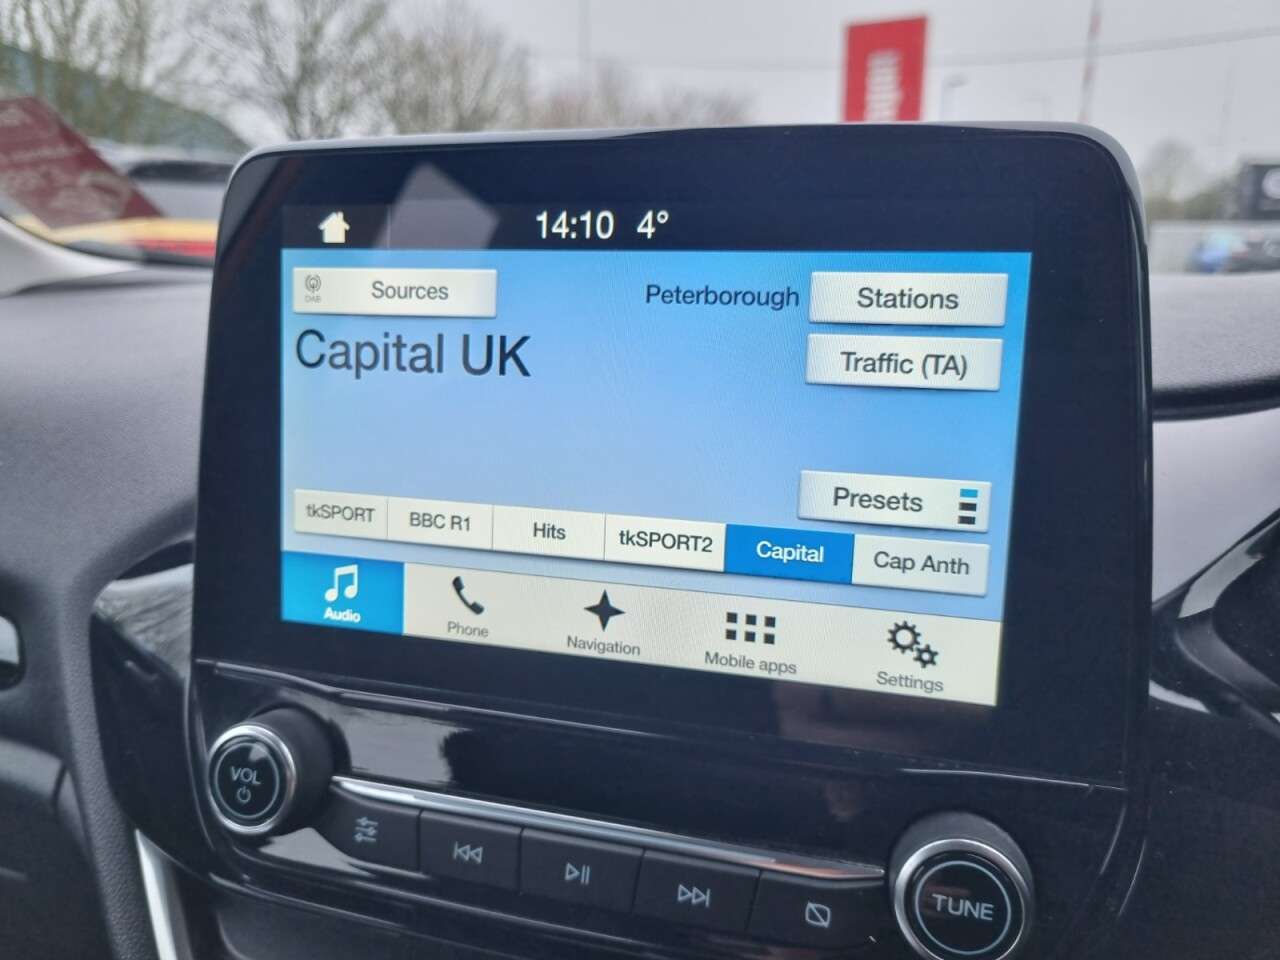 14:10 4°
DAB
Sources
Peterborough
Stations
Capital UK
Traffic (TA)
Presets
tkSPORT
BBC R1
Hits
tkSPORT2
Capital
Cap Anth
Audio
Phone
Navigation
Mobile apps
Settings
VOL
TUNE